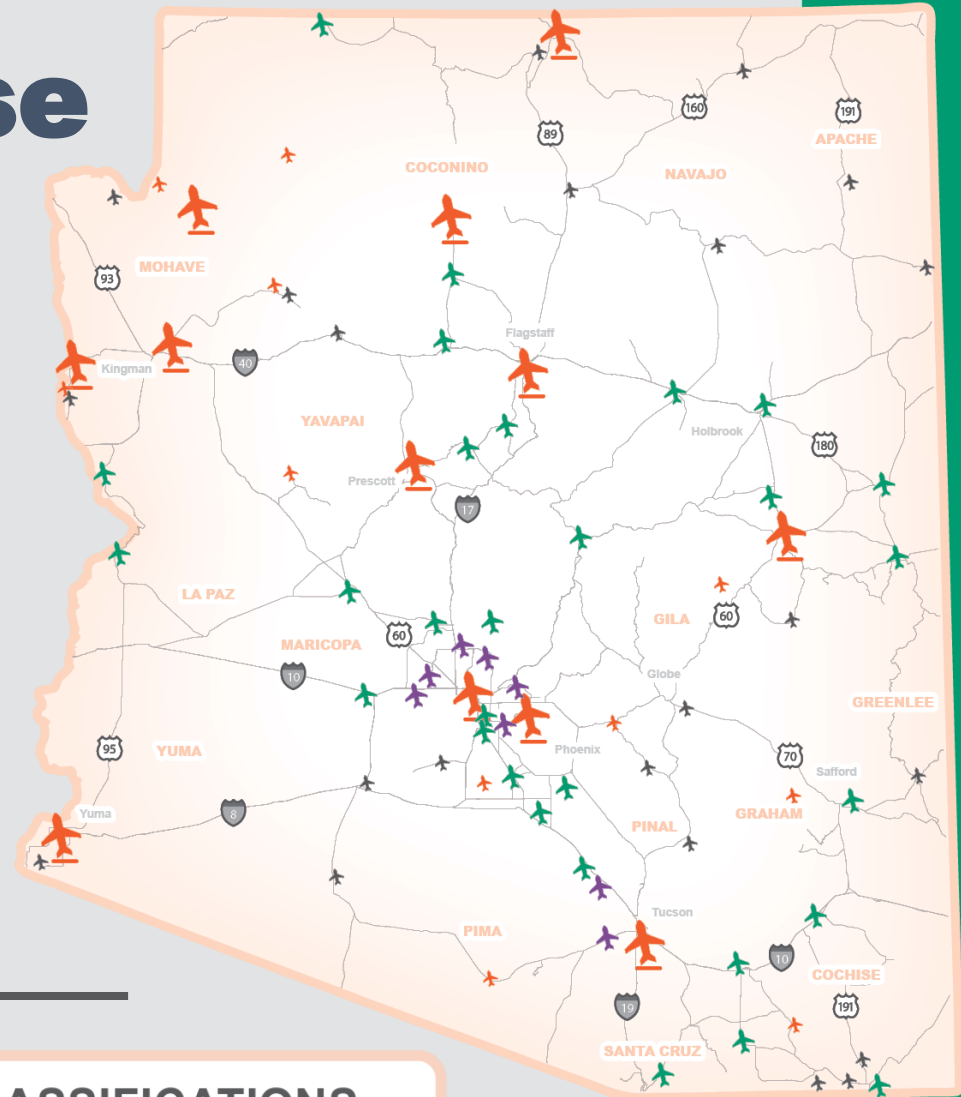 se
160
191
89
APACHE
COCONINO
NAVAJO
MOHAVE
93
Flagstaff
40
Kingman
YAVAPAI
Holbrook
180
Prescott
17
LA PAZ
GILA
60
60
MARICOPA
10
Globe
GREENLEE
95
YUMA
Phoenix
70
Safford
Yuma
8
GRAHAM
PINAL
Tucson
PIMA
10
COCHISE
19
191
SANTA CRUZ
ASSIFICATIONS